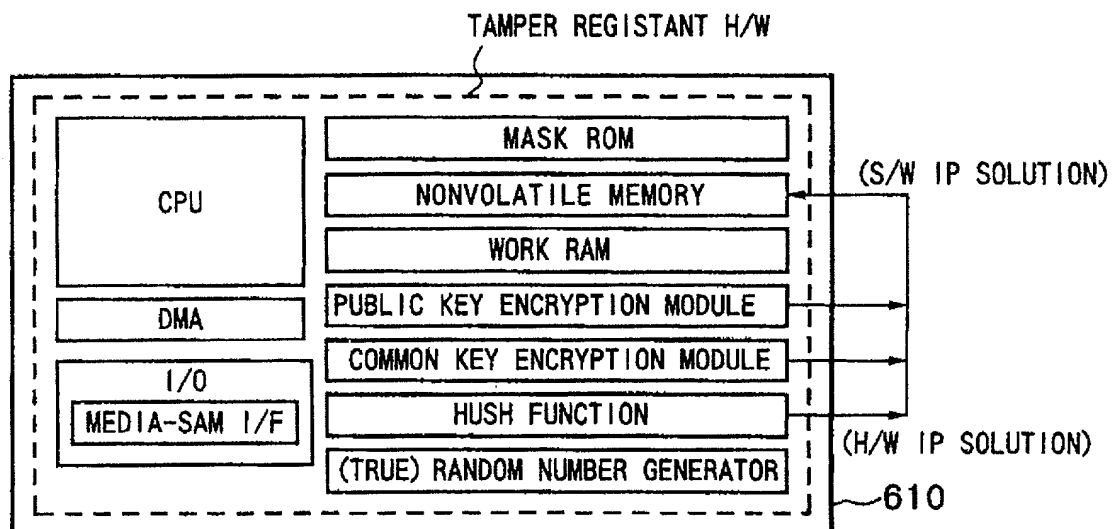 TAMPER REGISTANT H/W
CPU
DMA
I/O
MEDIA-SAM I/F
MASK ROM
NONVOLATILE MEMORY
WORK RAM
PUBLIC KEY ENCRYPTION MODULE
COMMON KEY ENCRYPTION MODULE
HUSH FUNCTION
(TRUE) RANDOM NUMBER GENERATOR
(S/W IP SOLUTION)
(H/W IP SOLUTION)
610